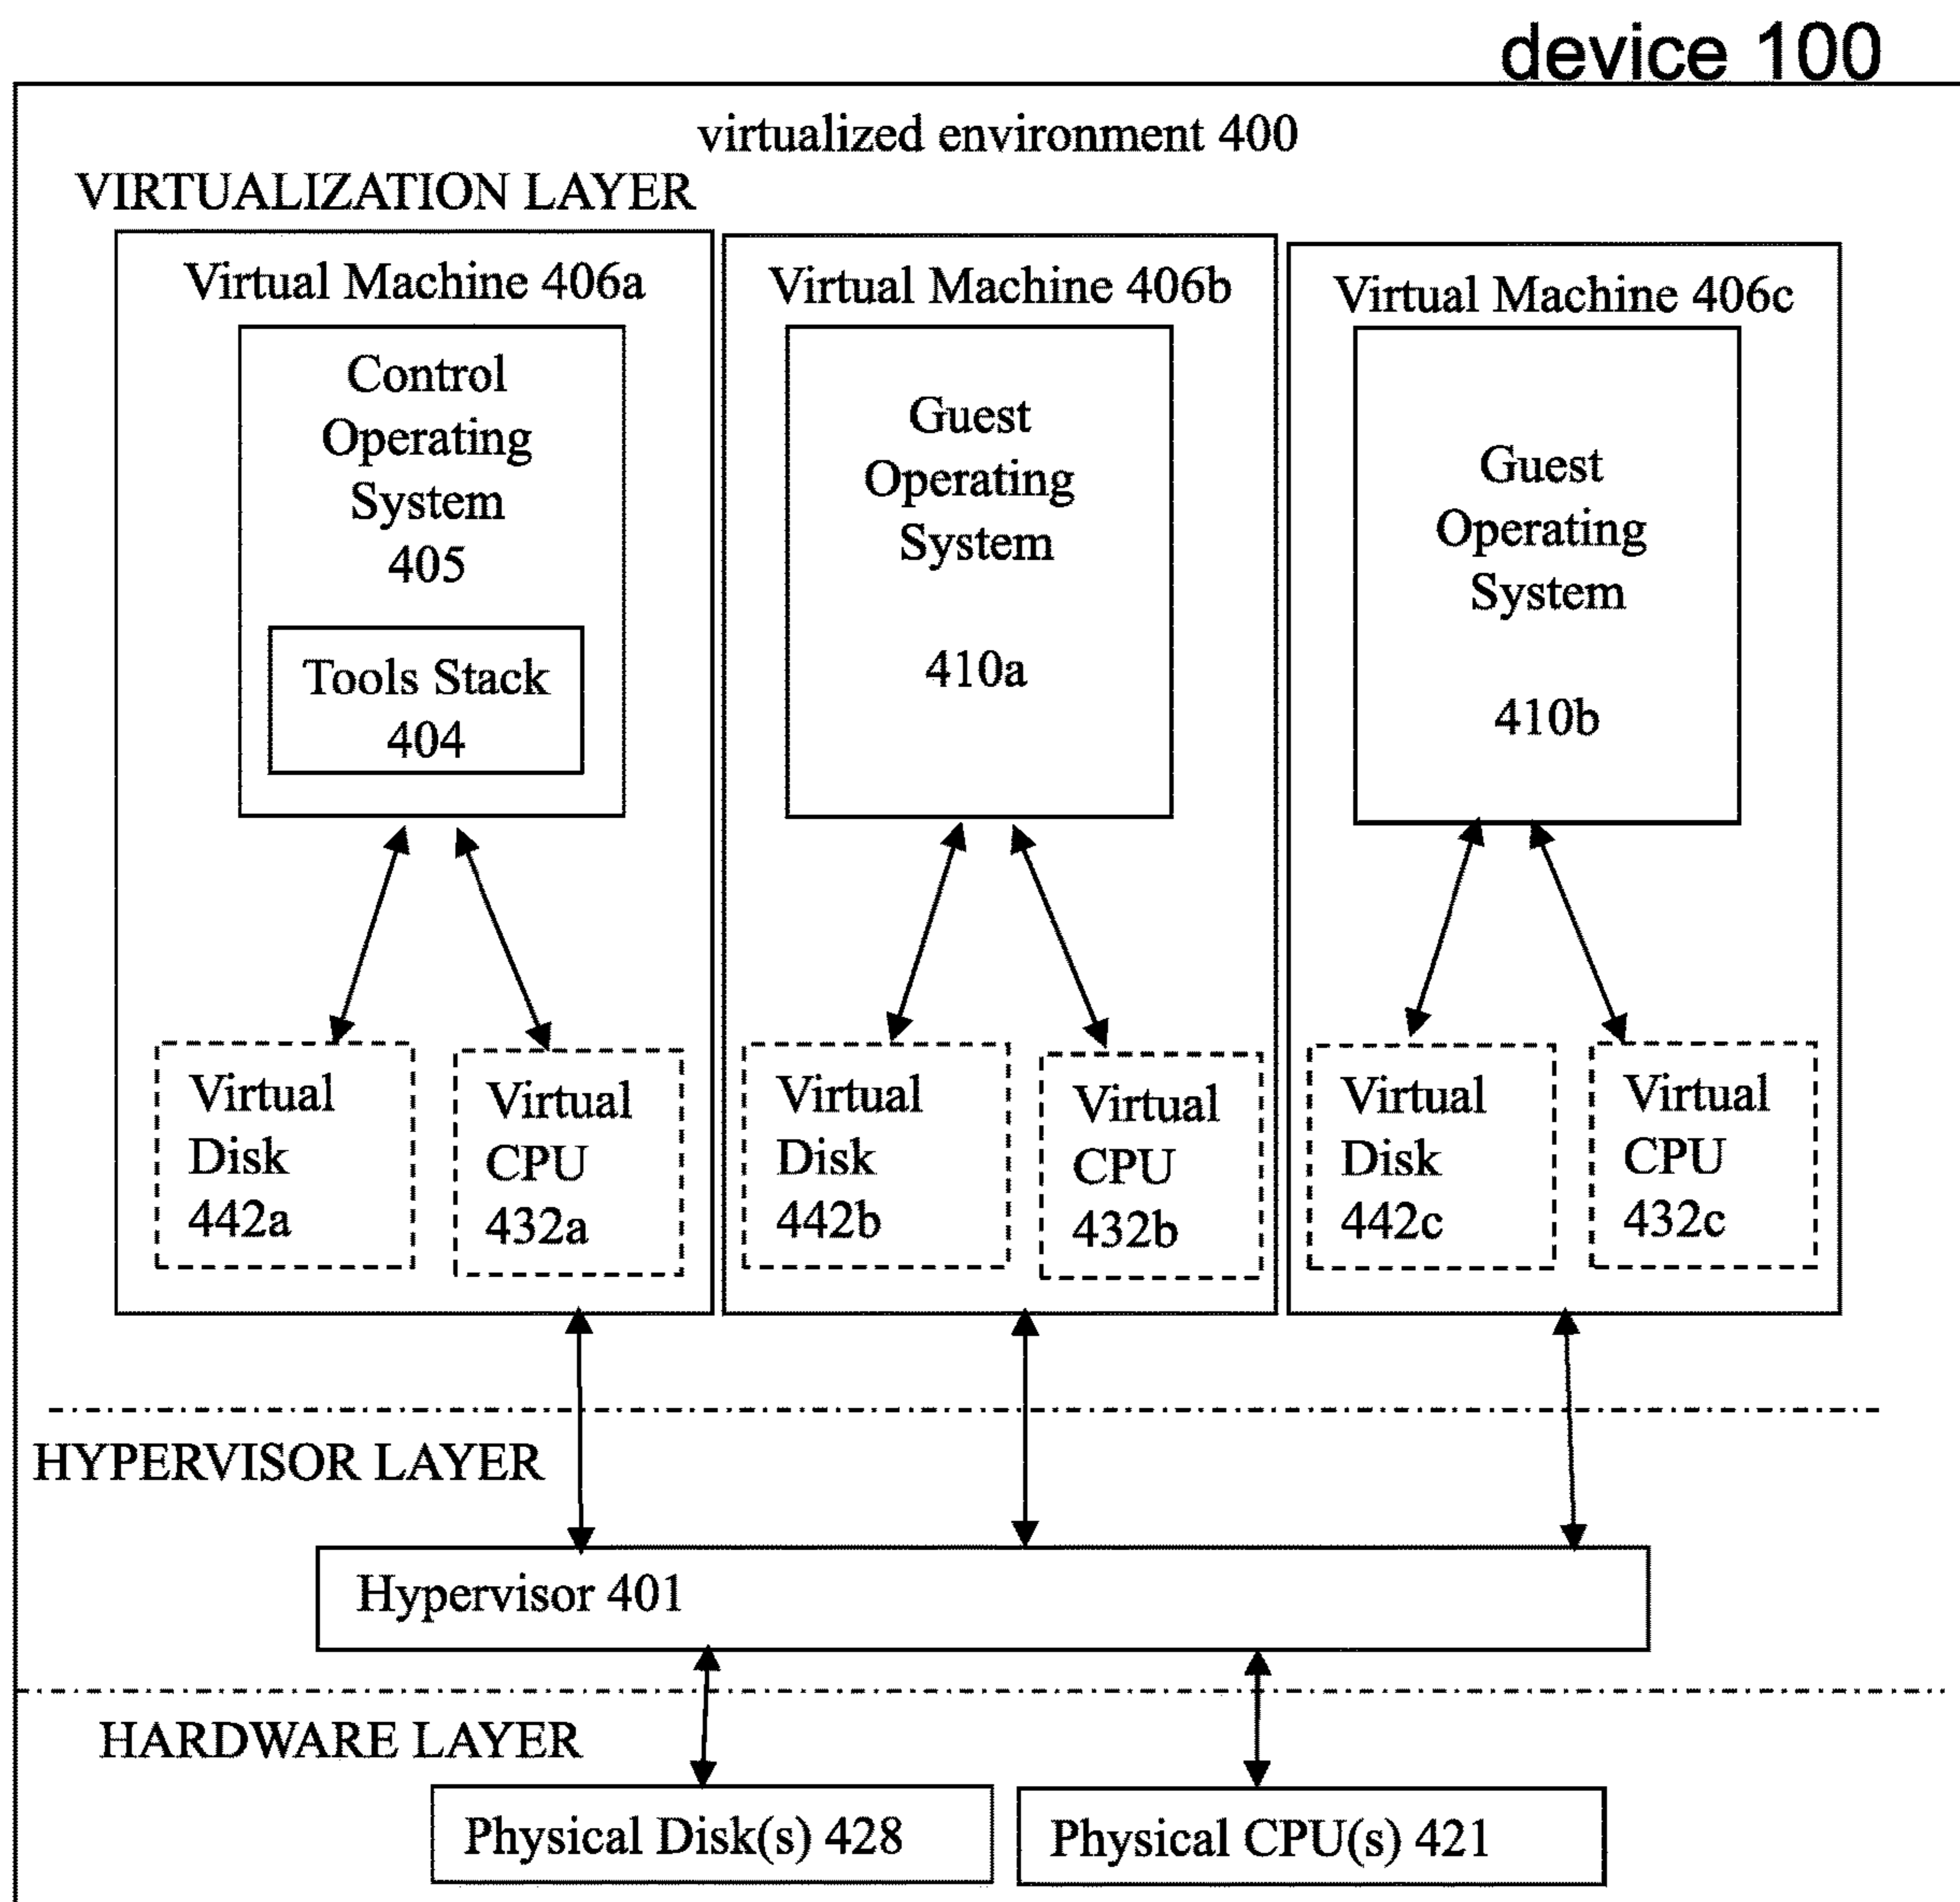 device 100
virtualized environment 400
VIRTUALIZATION LAYER
Virtual Machine 406a
Control
Operating
System
405
Tools Stack
404
Virtual
Disk
442a
Virtual
CPU
432a
Virtual Machine 406b
Guest
Operating
System
410a
Virtual
Disk
442b
Virtual
CPU
432b
Virtual Machine 406c
Guest
Operating
System
410b
Virtual
Disk
442c
Virtual
CPU
432c
HYPERVISOR LAYER
Hypervisor 401
HARDWARE LAYER
Physical Disk(s) 428
Physical CPU(s) 421